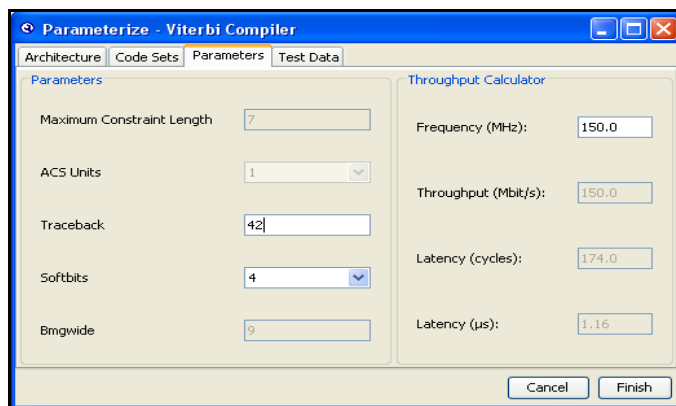 Parameterize - Viterbi Compiler
Architecture Code Sets Parameters Test Data
Parameters
Maximum Constraint Length 7
ACS Units 1
Traceback 42
Softbits 4
Bmgwide 9
Throughput Calculator
Frequency (MHz): 150.0
Throughput (Mbit/s): 150.0
Latency (cycles): 174.0
Latency (µs): 1.16
Cancel Finish